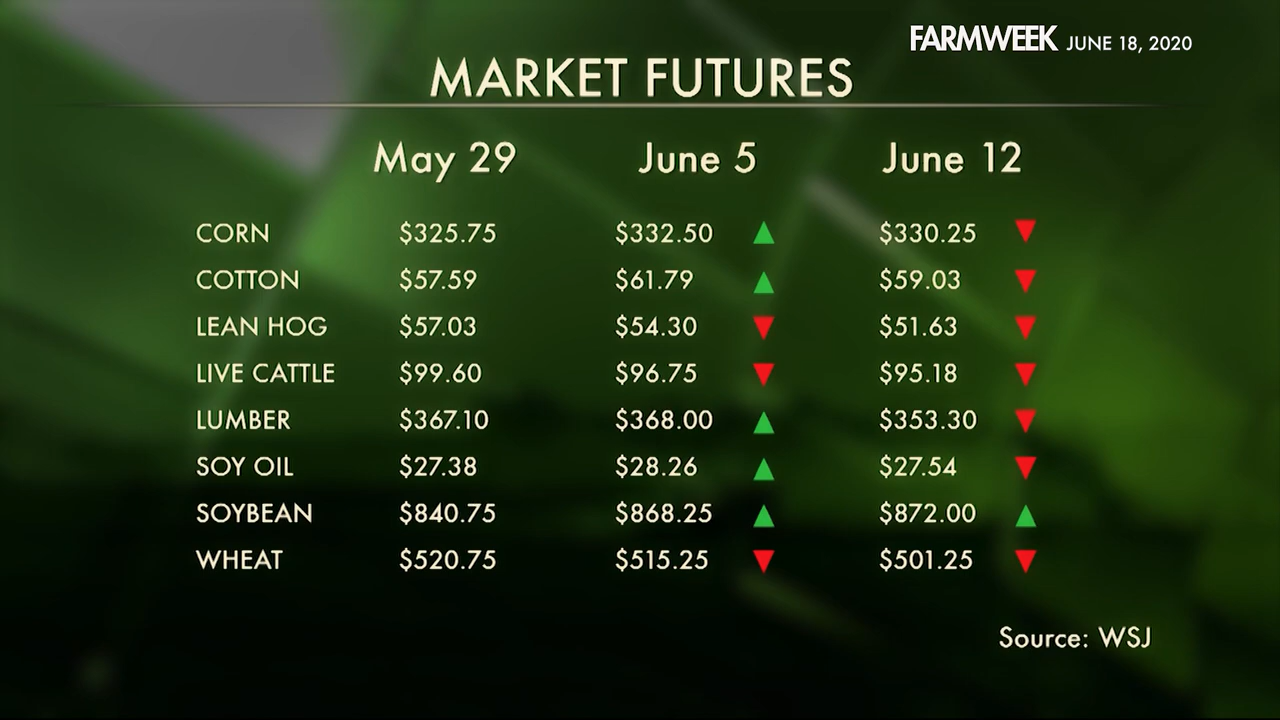 FARMWEEK JUNE 18, 2020
MARKET FUTURES
May 29 June 5 June 12
CORN $325.75 $332.50 ▲ $330.25 ▼
COTTON $57.59 $61.79 ▲ $59.03 ▼
LEAN HOG $57.03 $54.30 ▼ $51.63 ▼
LIVE CATTLE $99.60 $96.75 ▼ $95.18 ▼
LUMBER $367.10 $368.00 ▲ $353.30 ▼
SOY OIL $27.38 $28.26 ▲ $27.54 ▼
SOYBEAN $840.75 $868.25 ▲ $872.00 ▲
WHEAT $520.75 $515.25 ▼ $501.25 ▼
Source: WSJ